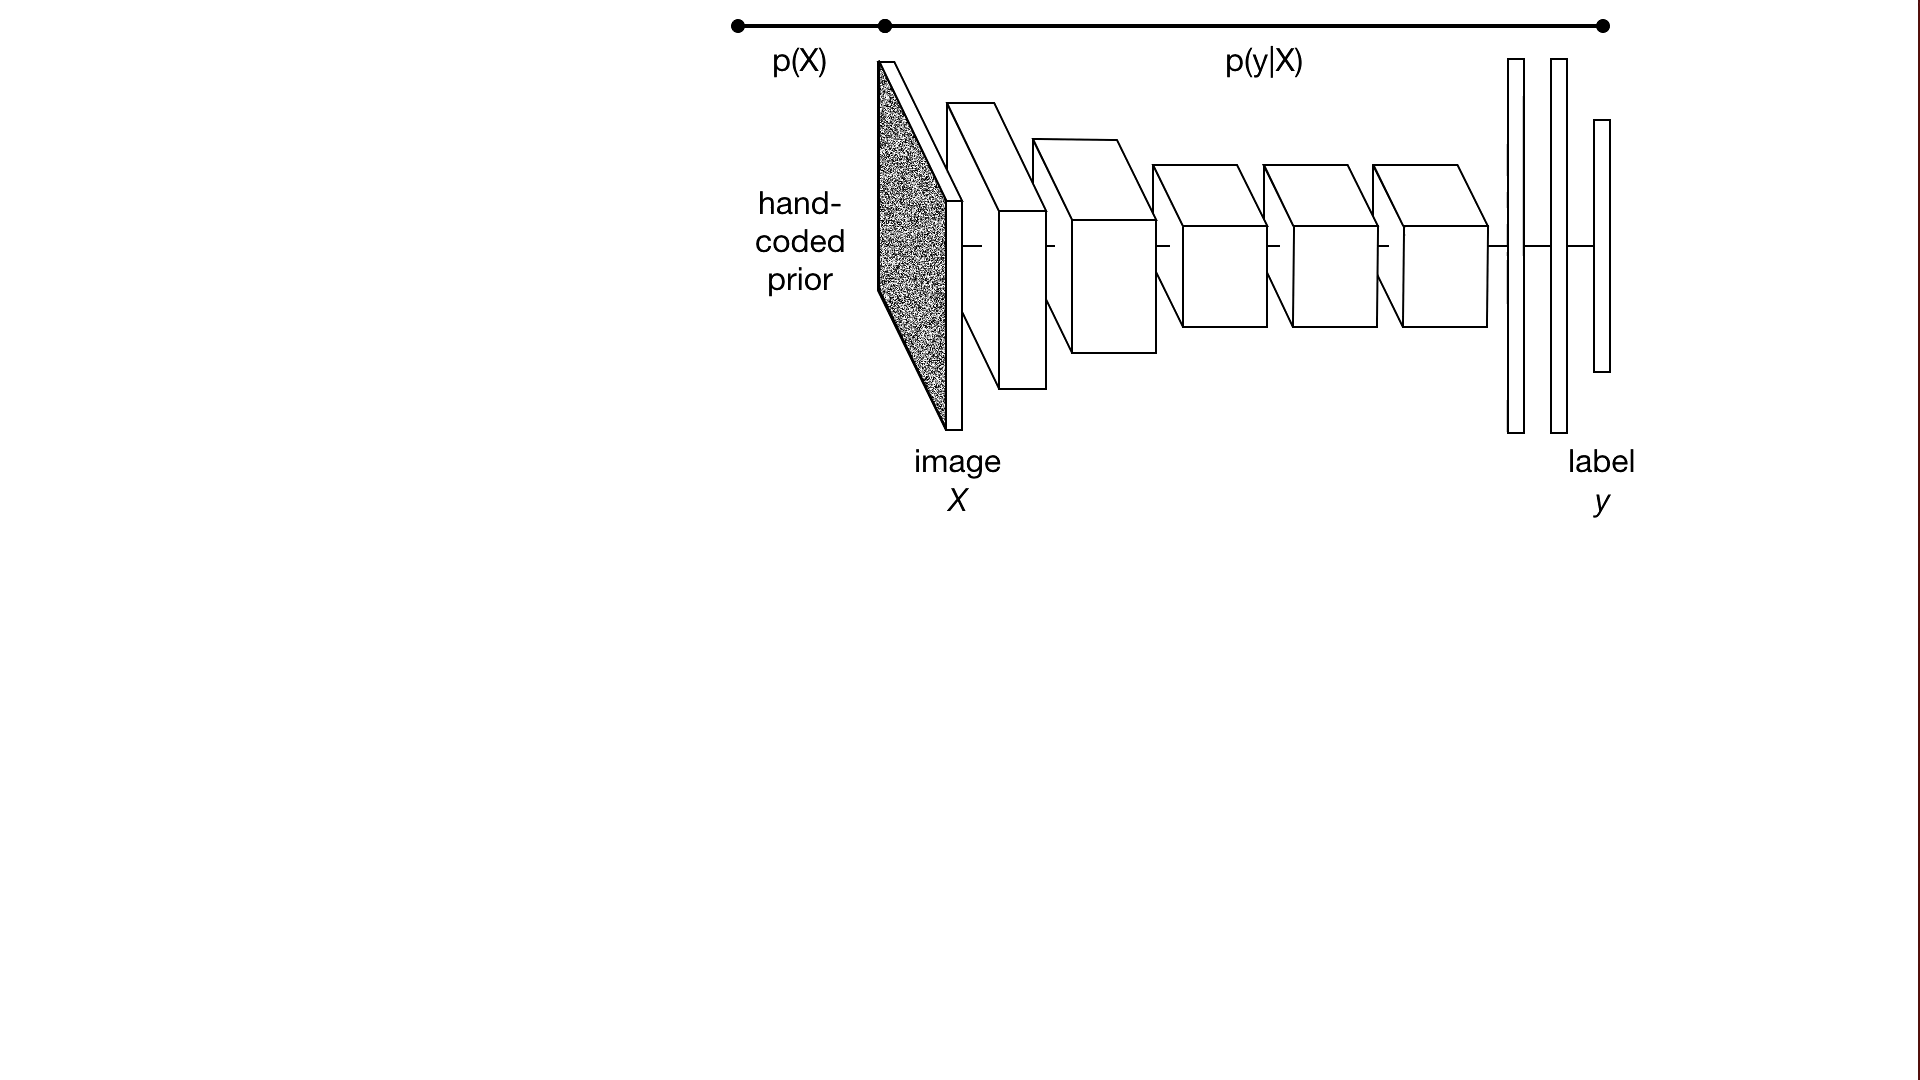 p(X)
p(y|X)
hand-
coded
prior
image
X
label
y